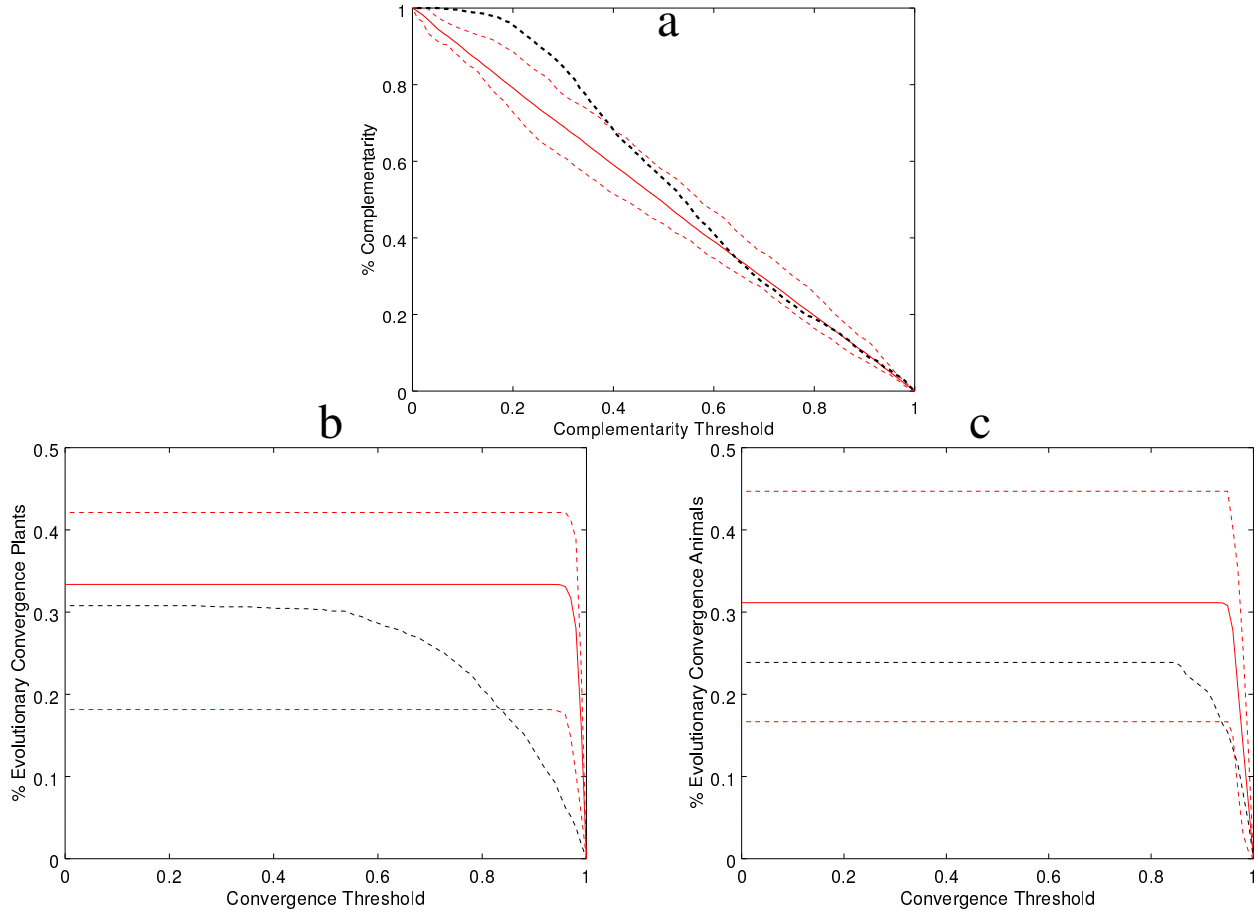 a
1
0.8
0.6
0.4
0.2
0
% Complementarity
0 0.2 0.4 0.6 0.8 1
Complementarity Threshold
b
0.5
0.4
0.3
0.2
0.1
0
% Evolutionary Convergence Plants
0 0.2 0.4 0.6 0.8 1
Convergence Threshold
c
0.5
0.4
0.3
0.2
0.1
0
% Evolutionary Convergence Animals
0 0.2 0.4 0.6 0.8 1
Convergence Threshold